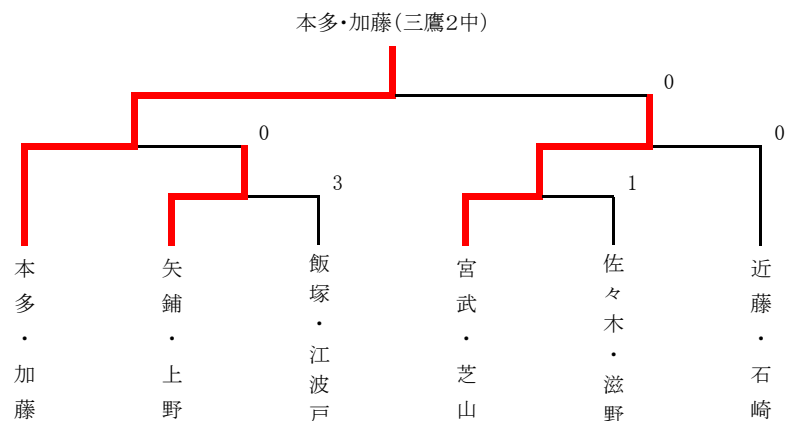 本多・加藤（三鷹2中）
0
0
0
3
1
本多・加藤
矢鋪・上野
飯塚・江波戸
宮武・芝山
佐々木・滋野
近藤・石崎